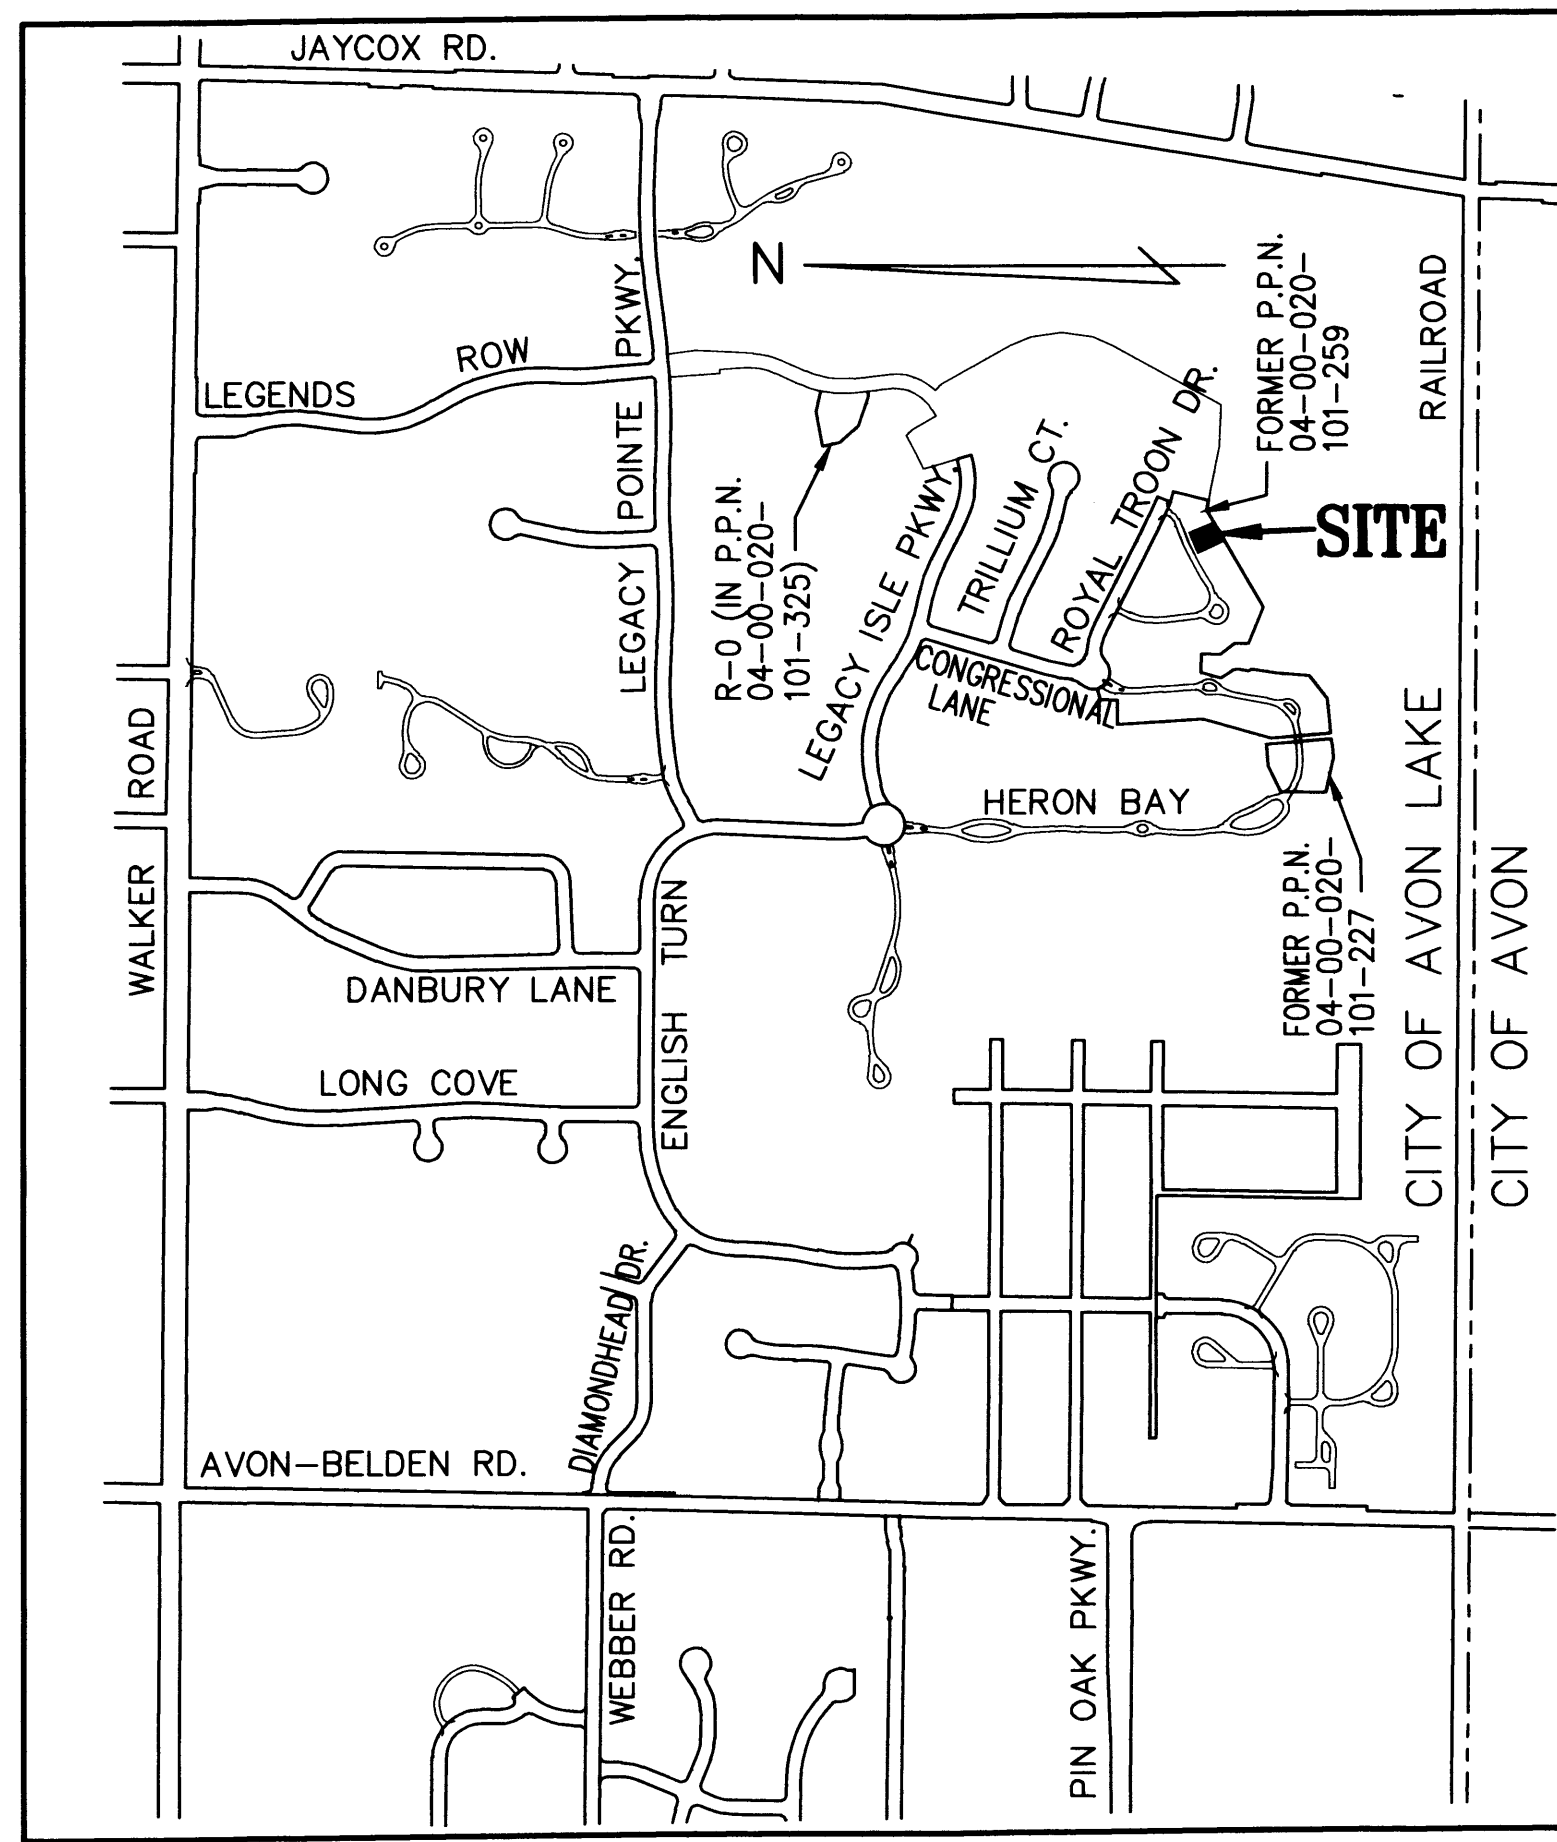 JAYCOX RD.
N
FORMER P.P.N.
04-00-020-
101-259
RAILROAD
PKWY.
ROW
LEGENDS
POINTE
LEGACY
R-O (IN P.P.N.
04-00-020-
101-325)
LEGACY ISLE PKWY.
TRILLIUM CT.
ROYAL TROON DR.
SITE
CONGRESSIONAL
LANE
HERON BAY
WALKER ROAD
DANBURY LANE
LONG COVE
ENGLISH TURN
FORMER P.P.N.
04-00-020-
101-227
CITY OF AVON LAKE
CITY OF AVON
DIAMONDHEAD DR.
AVON-BELDEN RD.
WEBBER RD.
PIN OAK PKWY.